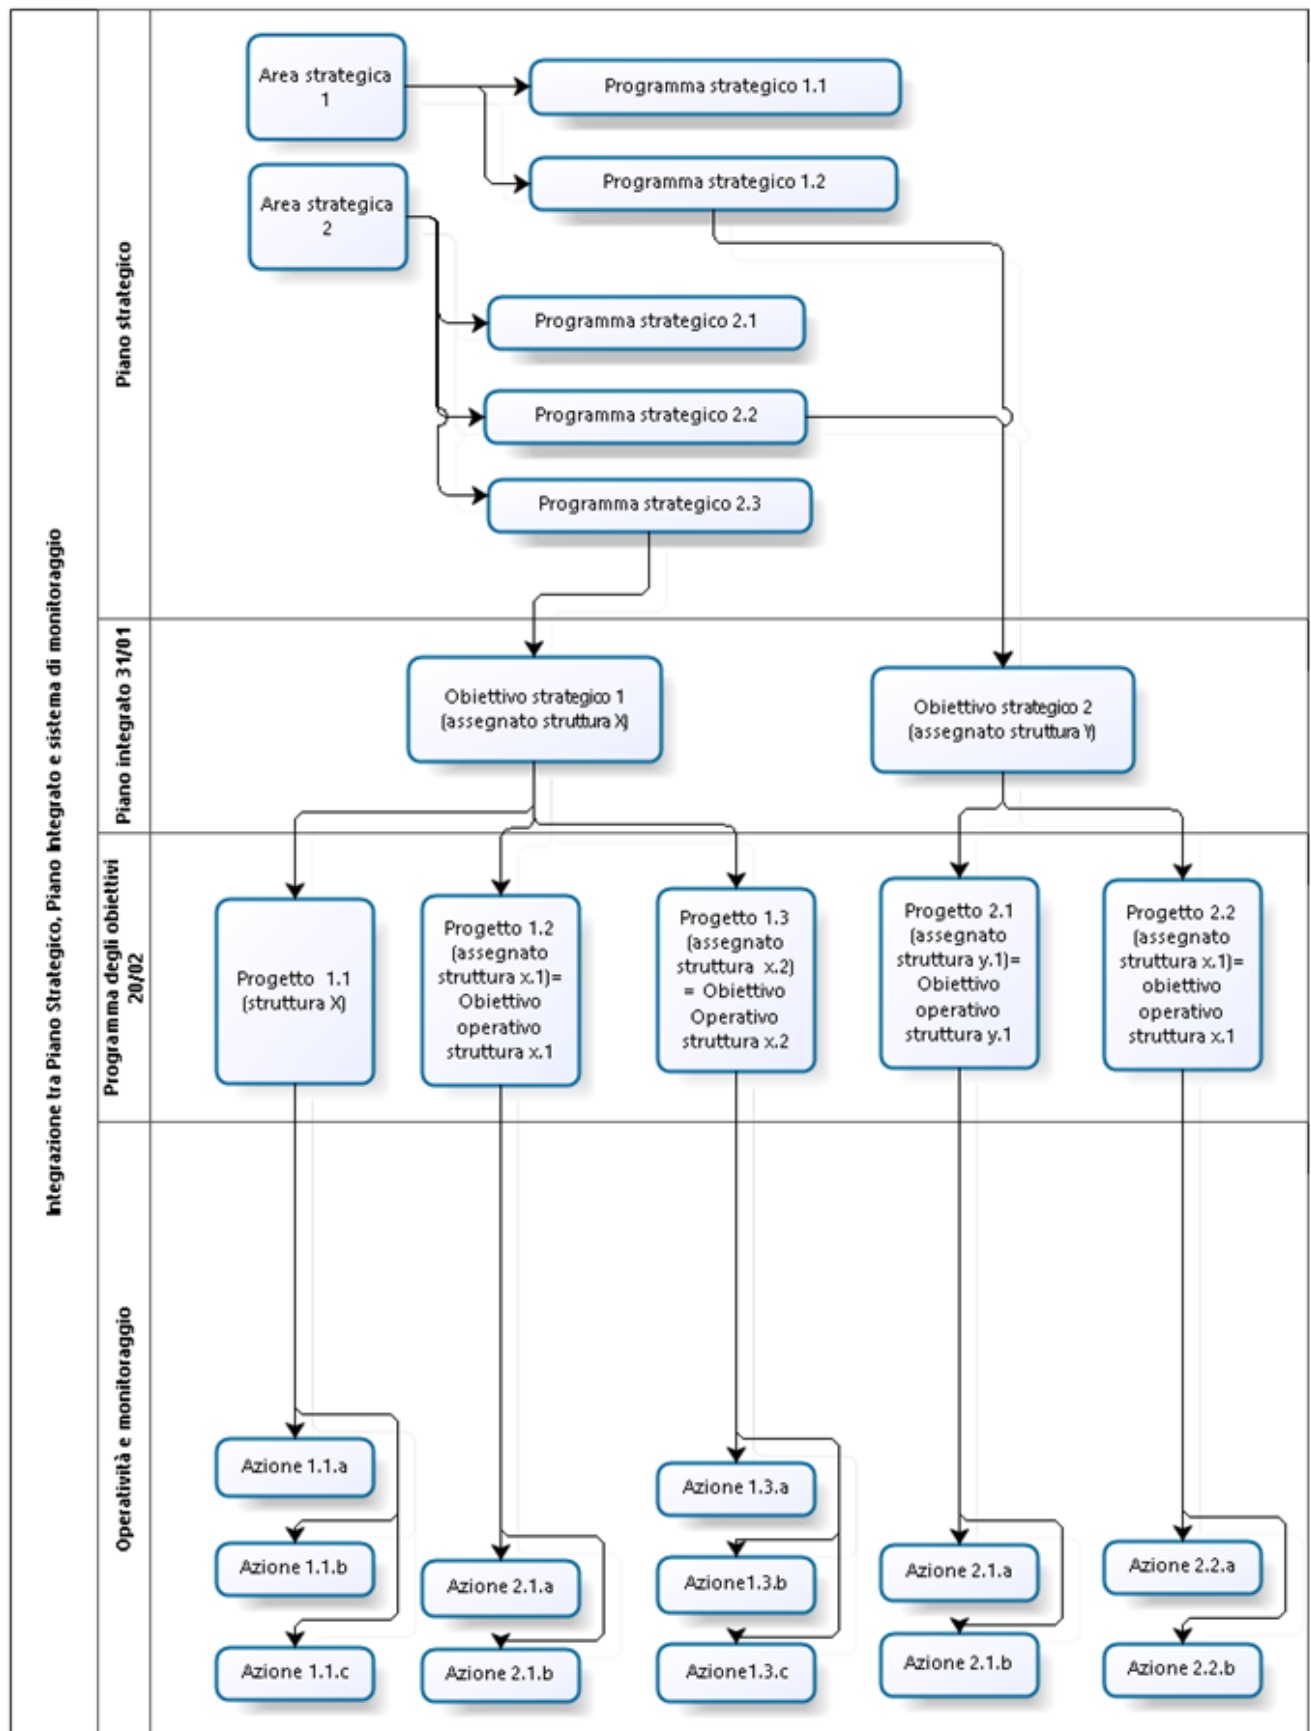 Integrazione tra Piano Strategico, Piano Integrato e sistema di monitoraggio
Piano strategico
Area strategica
1
Programma strategico 1.1
Programma strategico 1.2
Area strategica
2
Programma strategico 2.1
Programma strategico 2.2
Programma strategico 2.3
Piano integrato 31/01
Obiettivo strategico 1
(assegnato struttura X)
Obiettivo strategico 2
(assegnato struttura Y)
Programma degli obiettivi
20/02
Progetto 1.1
(struttura X)
Progetto 1.2
(assegnato
struttura x.1)=
Obiettivo
operativo
struttura x.1
Progetto 1.3
(assegnato
struttura x.2)
= Obiettivo
Operativo
struttura x.2
Progetto 2.1
(assegnato
struttura y.1)=
Obiettivo
operativo
struttura y.1
Progetto 2.2
(assegnato
struttura x.1)=
obiettivo
operativo
struttura x.1
Operatività e monitoraggio
Azione 1.1.a
Azione 1.1.b
Azione 1.1.c
Azione 2.1.a
Azione 2.1.b
Azione 1.3.a
Azione1.3.b
Azione1.3.c
Azione 2.1.a
Azione 2.1.b
Azione 2.2.a
Azione 2.2.b